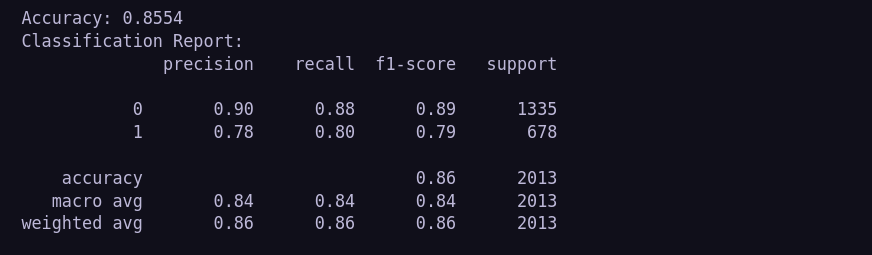 Accuracy: 0.8554
Classification Report:
precision recall f1-score support
0 0.90 0.88 0.89 1335
1 0.78 0.80 0.79 678
accuracy 0.86 2013
macro avg 0.84 0.84 0.84 2013
weighted avg 0.86 0.86 0.86 2013